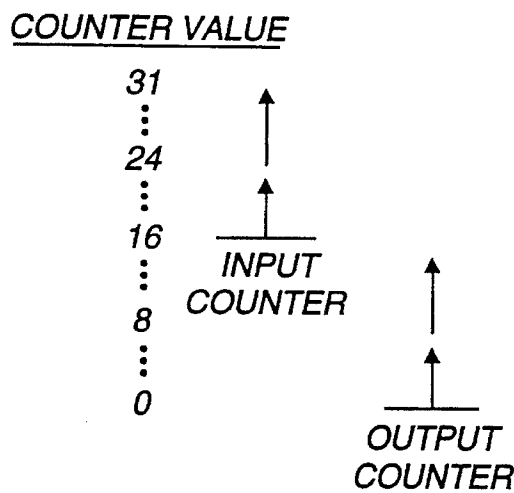 COUNTER VALUE
31
24
16
INPUT
COUNTER
8
0
OUTPUT
COUNTER